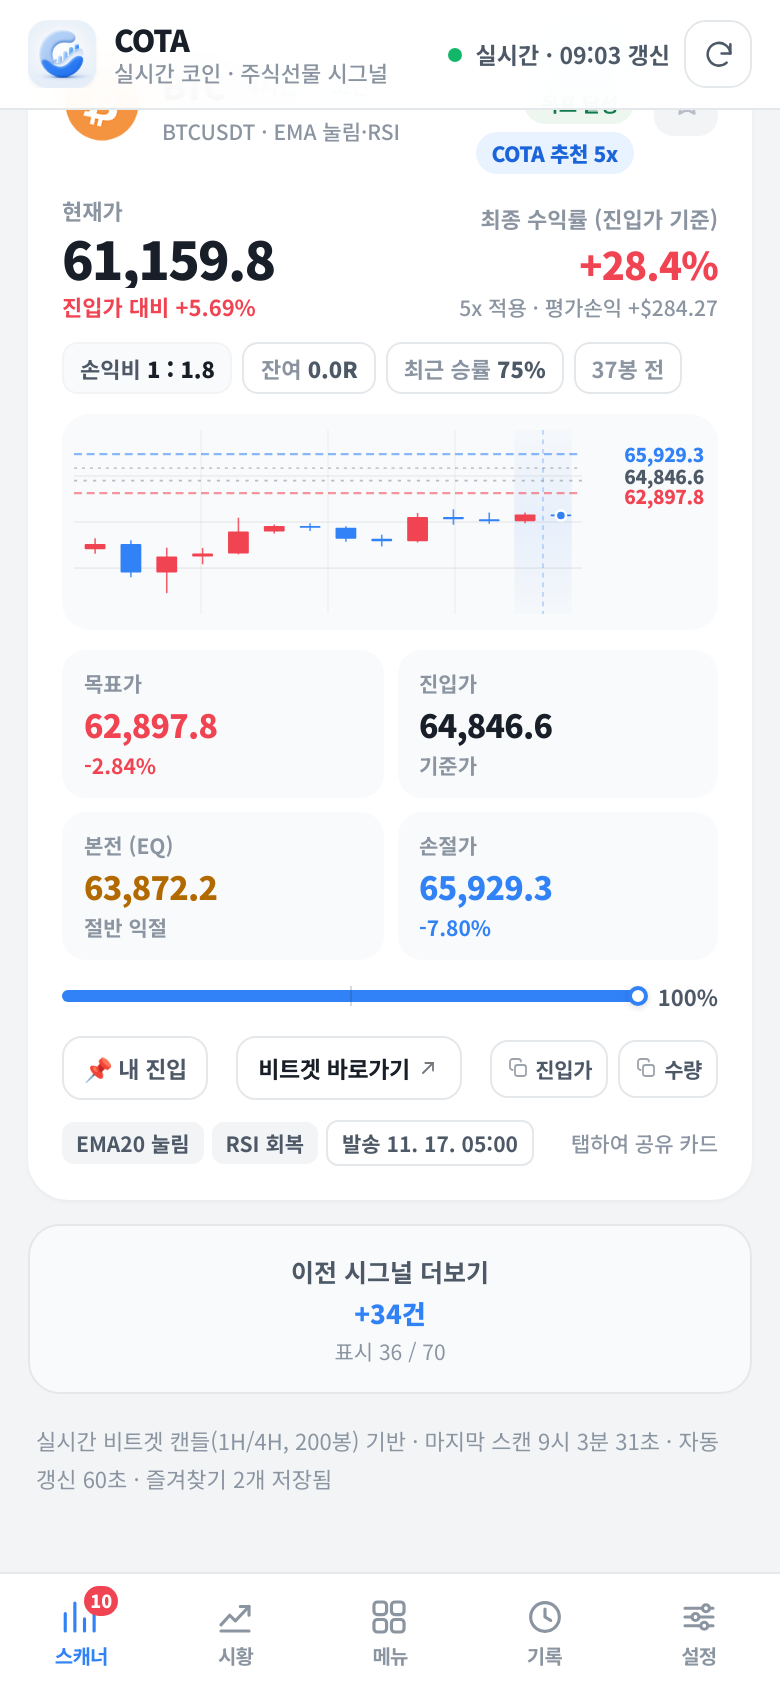 COTA
실시간 코인 · 주식선물 시그널
실시간 · 09:03 갱신
BTCUSDT · EMA 눌림·RSI
COTA 추천 5x
현재가
61,159.8
진입가 대비 +5.69%
최종 수익률 (진입가 기준)
+28.4%
5x 적용 · 평가손익 +$284.27
손익비 1 : 1.8
잔여 0.0R
최근 승률 75%
37봉 전
65,929.3
64,846.6
62,897.8
목표가
62,897.8
-2.84%
진입가
64,846.6
기준가
본전 (EQ)
63,872.2
절반 익절
손절가
65,929.3
-7.80%
100%
📌 내 진입
비트겟 바로가기 ↗
진입가
수량
EMA20 눌림
RSI 회복
발송 11. 17. 05:00
탭하여 공유 카드
이전 시그널 더보기
+34건
표시 36 / 70
실시간 비트겟 캔들(1H/4H, 200봉) 기반 · 마지막 스캔 9시 3분 31초 · 자동
갱신 60초 · 즐겨찾기 2개 저장됨
10
스캐너
시황
메뉴
기록
설정